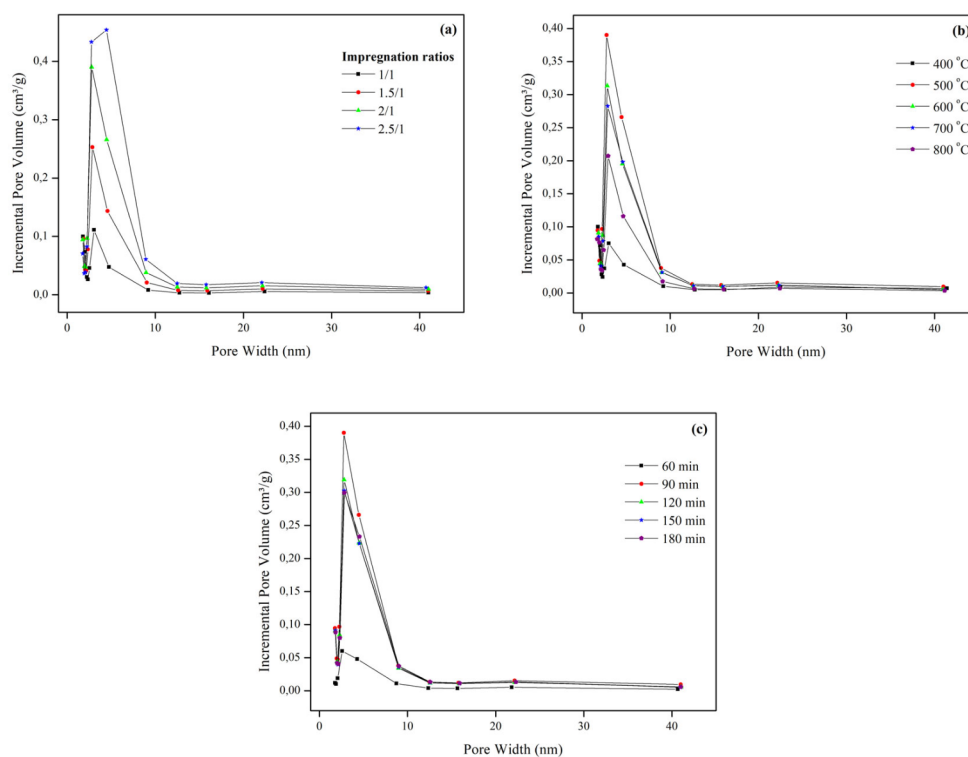 (a)
Impregnation ratios
1/1
1.5/1
2/1
2.5/1
Incremental Pore Volume (cm³/g)
0,4
0,3
0,2
0,1
0,0
0 10 20 30 40
Pore Width (nm)
(b)
400 °C
500 °C
600 °C
700 °C
800 °C
Incremental Pore Volume (cm³/g)
0,40
0,35
0,30
0,25
0,20
0,15
0,10
0,05
0,00
0 10 20 30 40
Pore Width (nm)
(c)
60 min
90 min
120 min
150 min
180 min
Incremental Pore Volume (cm³/g)
0,40
0,35
0,30
0,25
0,20
0,15
0,10
0,05
0,00
0 10 20 30 40
Pore Width (nm)